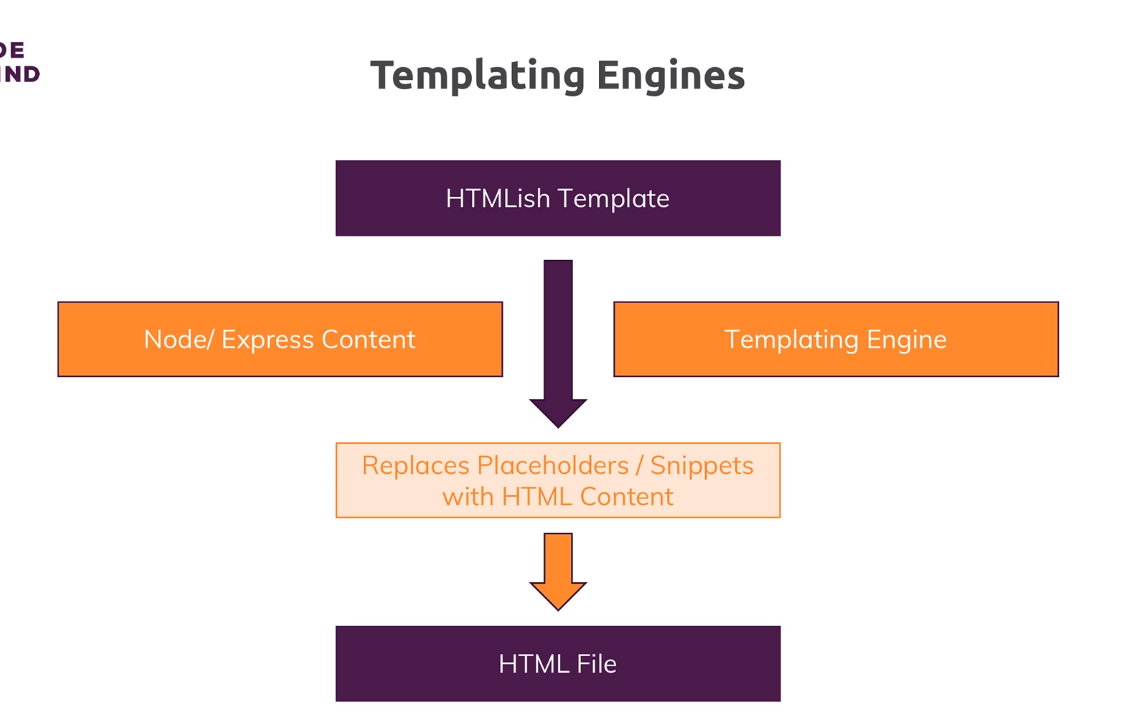 DE
IND
Templating Engines
HTMLish Template
Node/ Express Content
Templating Engine
Replaces Placeholders / Snippets
with HTML Content
HTML File